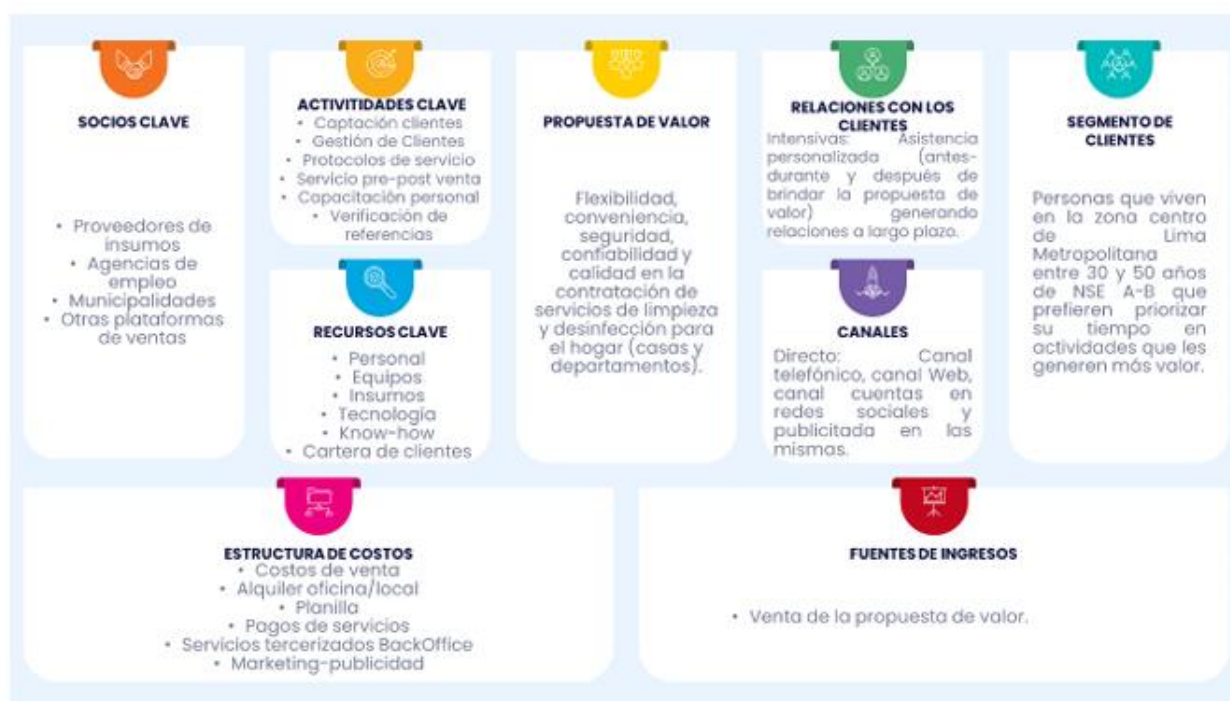 SOCIOS CLAVE
• Proveedores de
insumos
• Agencias de
empleo
• Municipalidades
• Otras plataformas
de ventas
ACTIVITIDADES CLAVE
• Captación clientes
• Gestión de Clientes
• Protocolos de servicio
• Servicio pre-post venta
• Capacitación personal
• Verificación de
referencias
RECURSOS CLAVE
• Personal
• Equipos
• Insumos
• Tecnología
• Know-how
• Cartera de clientes
PROPUESTA DE VALOR
Flexibilidad,
conveniencia,
seguridad,
confiabilidad y
calidad en la
contratación de
servicios de limpieza
y desinfección para
el hogar (casas y
departamentos).
RELACIONES CON LOS
CLIENTES
Intensivas: Asistencia
personalizada (antes-
durante y después de
brindar la propuesta de
valor) generando
relaciones a largo plazo.
CANALES
Directo: Canal
telefónico, canal Web,
canal cuentas en
redes sociales y
publicitada en las
mismas.
SEGMENTO DE
CLIENTES
Personas que viven
en la zona centro
de Lima
Metropolitana
entre 30 y 50 años
de NSE A-B que
prefieren priorizar
su tiempo en
actividades que les
generen más valor.
ESTRUCTURA DE COSTOS
• Costos de venta
• Alquiler oficina/local
• Planilla
• Pagos de servicios
• Servicios tercerizados BackOffice
• Marketing-publicidad
FUENTES DE INGRESOS
• Venta de la propuesta de valor.